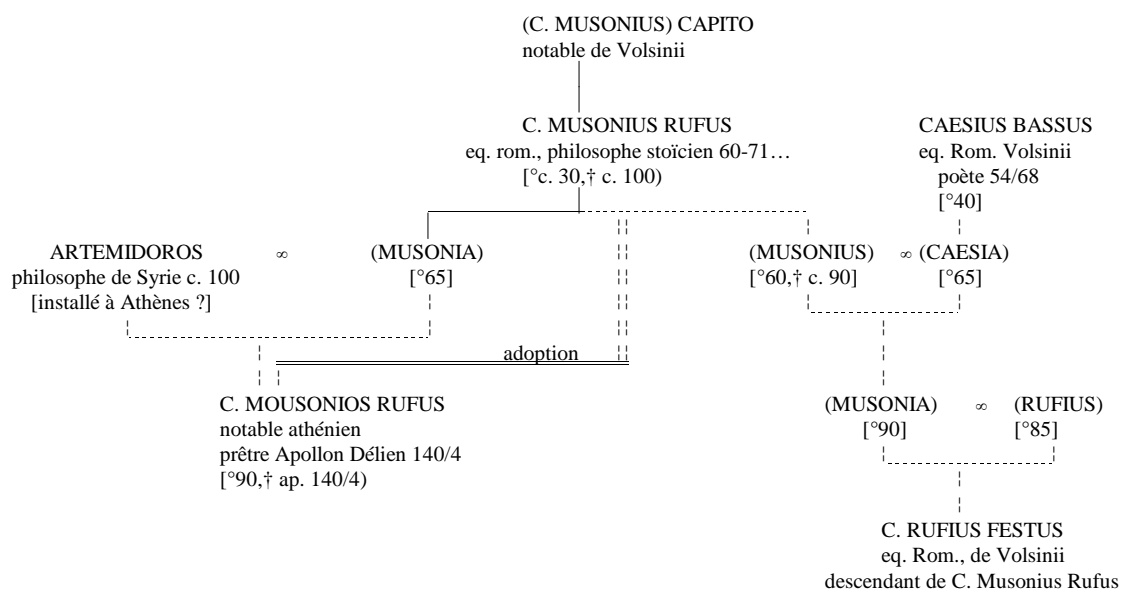 (C. MUSONIUS) CAPITO
notable de Volsinii
C. MUSONIUS RUFUS
eq. rom., philosophe stoïcien 60-71…
[°c. 30,† c. 100)
CAESIUS BASSUS
eq. Rom. Volsinii
poète 54/68
[°40]
ARTEMIDOROS ∞ (MUSONIA)
philosophe de Syrie c. 100 [°65]
[installé à Athènes ?]
(MUSONIUS) ∞ (CAESIA)
[°60,† c. 90] [°65]
adoption
C. MOUSONIOS RUFUS
notable athénien
prêtre Apollon Délien 140/4
[°90,† ap. 140/4)
(MUSONIA) ∞ (RUFIUS)
[°90] [°85]
C. RUFIUS FESTUS
eq. Rom., de Volsinii
descendant de C. Musonius Rufus